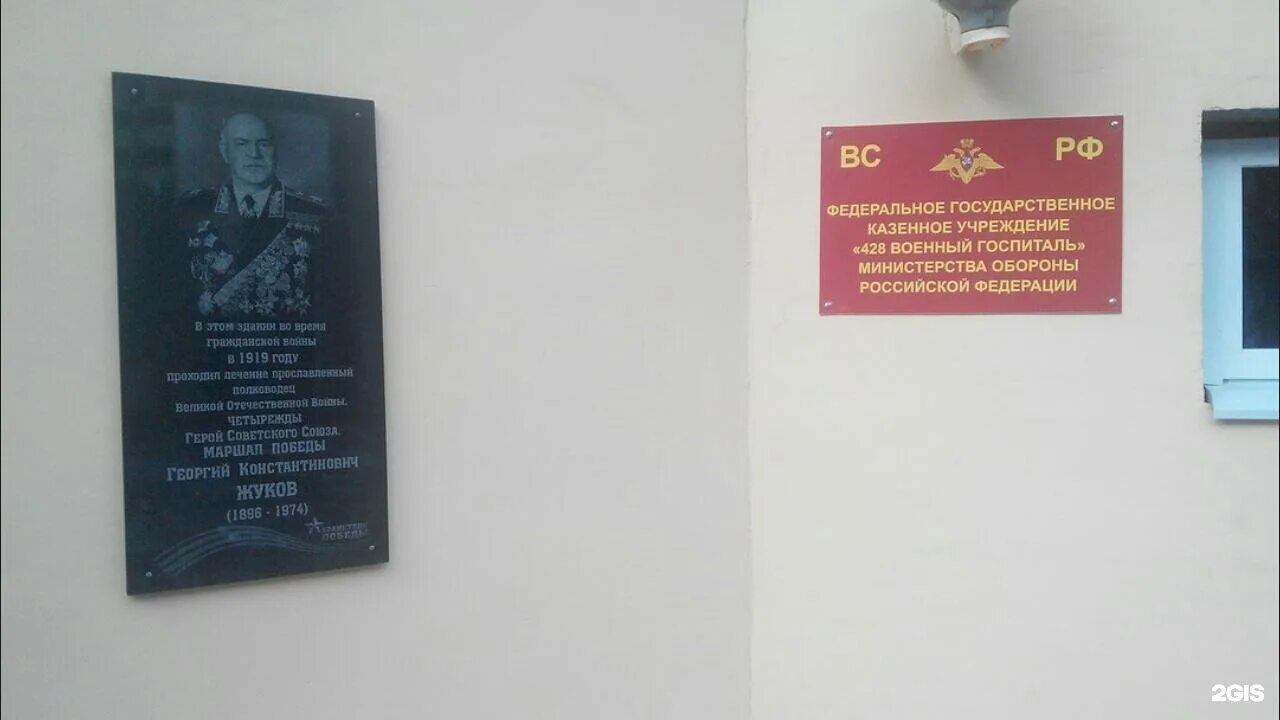 В этом здании во время
гражданской войны
в 1919 году
проходил лечение прославленный
полководец
Великой Отечественной Войны,
ЧЕТЫРЕЖДЫ
Герой Советского Союза,
МАРШАЛ ПОБЕДЫ
Георгий Константинович
ЖУКОВ
(1896 - 1974)
ХРАНИТЕЛИ
ПОБЕДЫ
ВС РФ
ФЕДЕРАЛЬНОЕ ГОСУДАРСТВЕННОЕ
КАЗЕННОЕ УЧРЕЖДЕНИЕ
«428 ВОЕННЫЙ ГОСПИТАЛЬ»
МИНИСТЕРСТВА ОБОРОНЫ
РОССИЙСКОЙ ФЕДЕРАЦИИ
2GIS